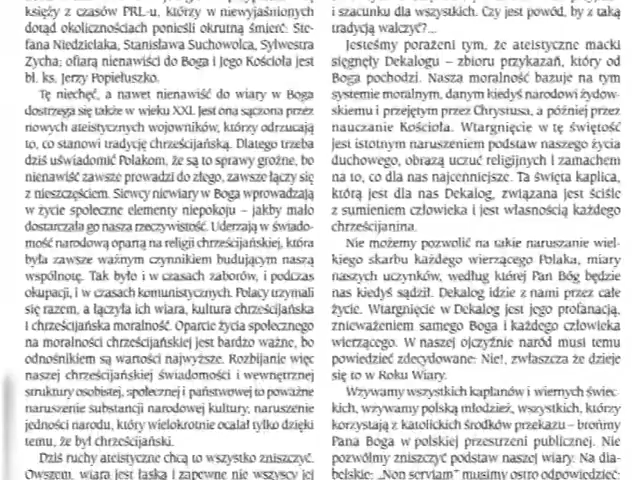 księży z czasów PRL-u, którzy w niewyjaśnionych
dotąd okolicznościach ponieśli okrutną śmierć: Ste-
fana Niedzielaka, Stanisława Suchowolca, Sylwestra
Zycha; ofiarą nienawiści do Boga i Jego Kościoła jest
bł. ks. Jerzy Popiełuszko.
Tę niechęć, a nawet nienawiść do wiary w Boga
dostrzega się także w wieku XXI. Jest ona sączona przez
nowych ateistycznych wojowników, którzy odrzucają
to, co stanowi tradycję chrześcijańską. Dlatego trzeba
dziś uświadomić Polakom, że są to sprawy groźne, bo
nienawiść zawsze prowadzi do złego, zawsze łączy się
z nieszczęściem. Siewcy niewiary w Boga wprowadzają
w życie społeczne elementy niepokoju – jakby mało
dostarczała go nasza rzeczywistość. Uderzają w świado-
mość narodową opartą na religii chrześcijańskiej, która
była zawsze ważnym czynnikiem budującym naszą
wspólnotę. Tak było i w czasach zaborów, i podczas
okupacji, i w czasach komunistycznych. Polacy trzymali
się razem, a łączyła ich wiara, kultura chrześcijańska
i chrześcijańska moralność. Oparcie życia społecznego
na moralności chrześcijańskiej jest bardzo ważne, bo
odnośnikiem są wartości najwyższe. Rozbijanie więc
naszej chrześcijańskiej świadomości i wewnętrznej
struktury osobistej, społecznej i państwowej to poważne
naruszenie substancji narodowej kultury, naruszenie
jedności narodu, który wielokrotnie ocalał tylko dzięki
temu, że był chrześcijański.
Dziś ruchy ateistyczne chcą to wszystko zniszczyć.
Owszem, wiara jest łaską i zapewne nie wszyscy jej
i szacunku dla wszystkich. Czy jest powód, by z taką
tradycją walczyć?...
Jesteśmy porażeni tym, że ateistyczne macki
sięgnęły Dekalogu – zbioru przykazań, który od
Boga pochodzi. Nasza moralność bazuje na tym
systemie moralnym, danym kiedyś narodowi żydow-
skiemu i przejętym przez Chrystusa, a później przez
nauczanie Kościoła. Wtargnięcie w tę świętość
jest istotnym naruszeniem podstaw naszego życia
duchowego, obrazą uczuć religijnych i zamachem
na to, co dla nas najcenniejsze. Ta święta kaplica,
którą jest dla nas Dekalog, związana jest ściśle
z sumieniem człowieka i jest własnością każdego
chrześcijanina.
Nie możemy pozwolić na takie naruszanie wiel-
kiego skarbu każdego wierzącego Polaka, miary
naszych uczynków, według której Pan Bóg będzie
nas kiedyś sądził. Dekalog idzie z nami przez całe
życie. Wtargnięcie w Dekalog jest jego profanacją,
znieważeniem samego Boga i każdego człowieka
wierzącego. W naszej ojczyźnie naród musi temu
powiedzieć zdecydowane: Nie!, zwłaszcza że dzieje
się to w Roku Wiary.
Wzywamy wszystkich kapłanów i wiernych świec-
kich, wzywamy polską młodzież, wszystkich, którzy
korzystają z katolickich środków przekazu – brońmy
Pana Boga w polskiej przestrzeni publicznej. Nie
pozwólmy zniszczyć podstaw naszej wiary. Na dia-
belskie: „Non serviam" musimy ostro odpowiedzieć: